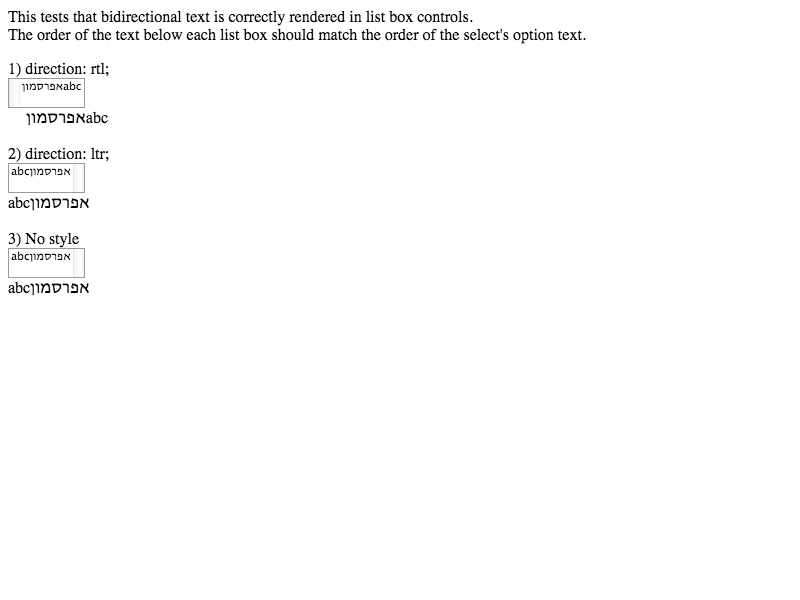 This tests that bidirectional text is correctly rendered in list box controls.
The order of the text below each list box should match the order of the select's option text.
1) direction: rtl;
abcאפרסמון
abcאפרסמון
2) direction: ltr;
abcאפרסמון
abcאפרסמון
3) No style
abcאפרסמון
abcאפרסמון